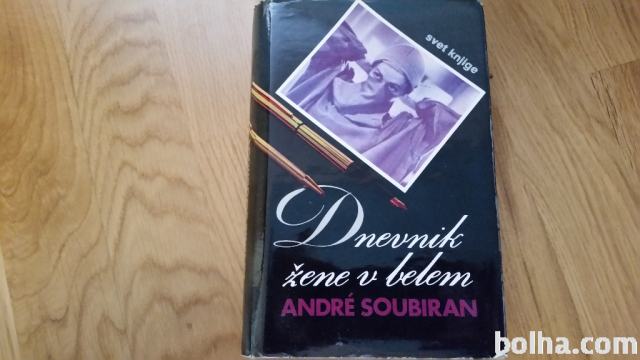 svet knjige
Dnevnik
žene v belem
ANDRÉ SOUBIRAN
bolha.com